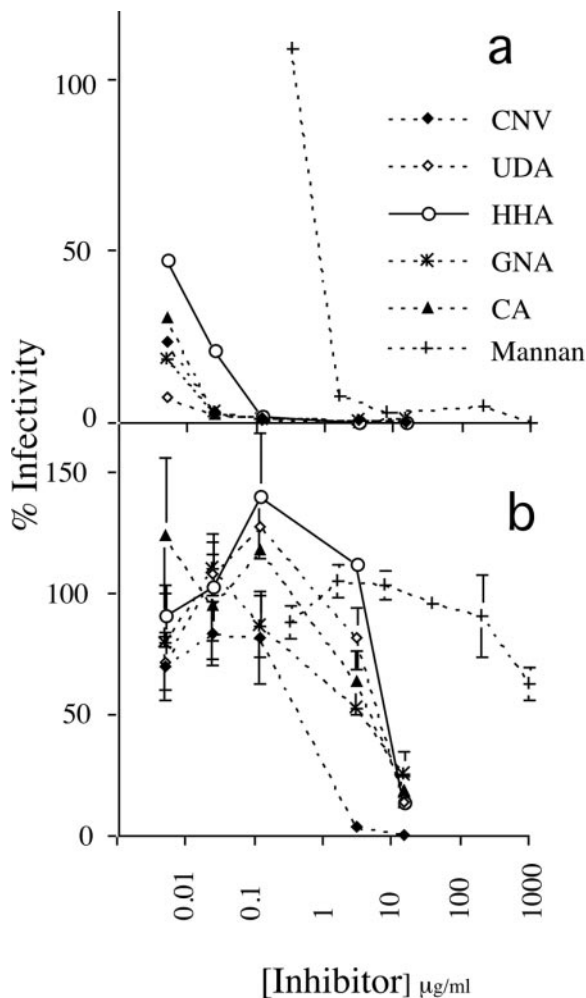 a
100
50
0
CNV
UDA
HHA
GNA
CA
Mannan
% Infectivity
b
150
100
50
0
0.01
0.1
1
10
100
1000
[Inhibitor] μg/ml